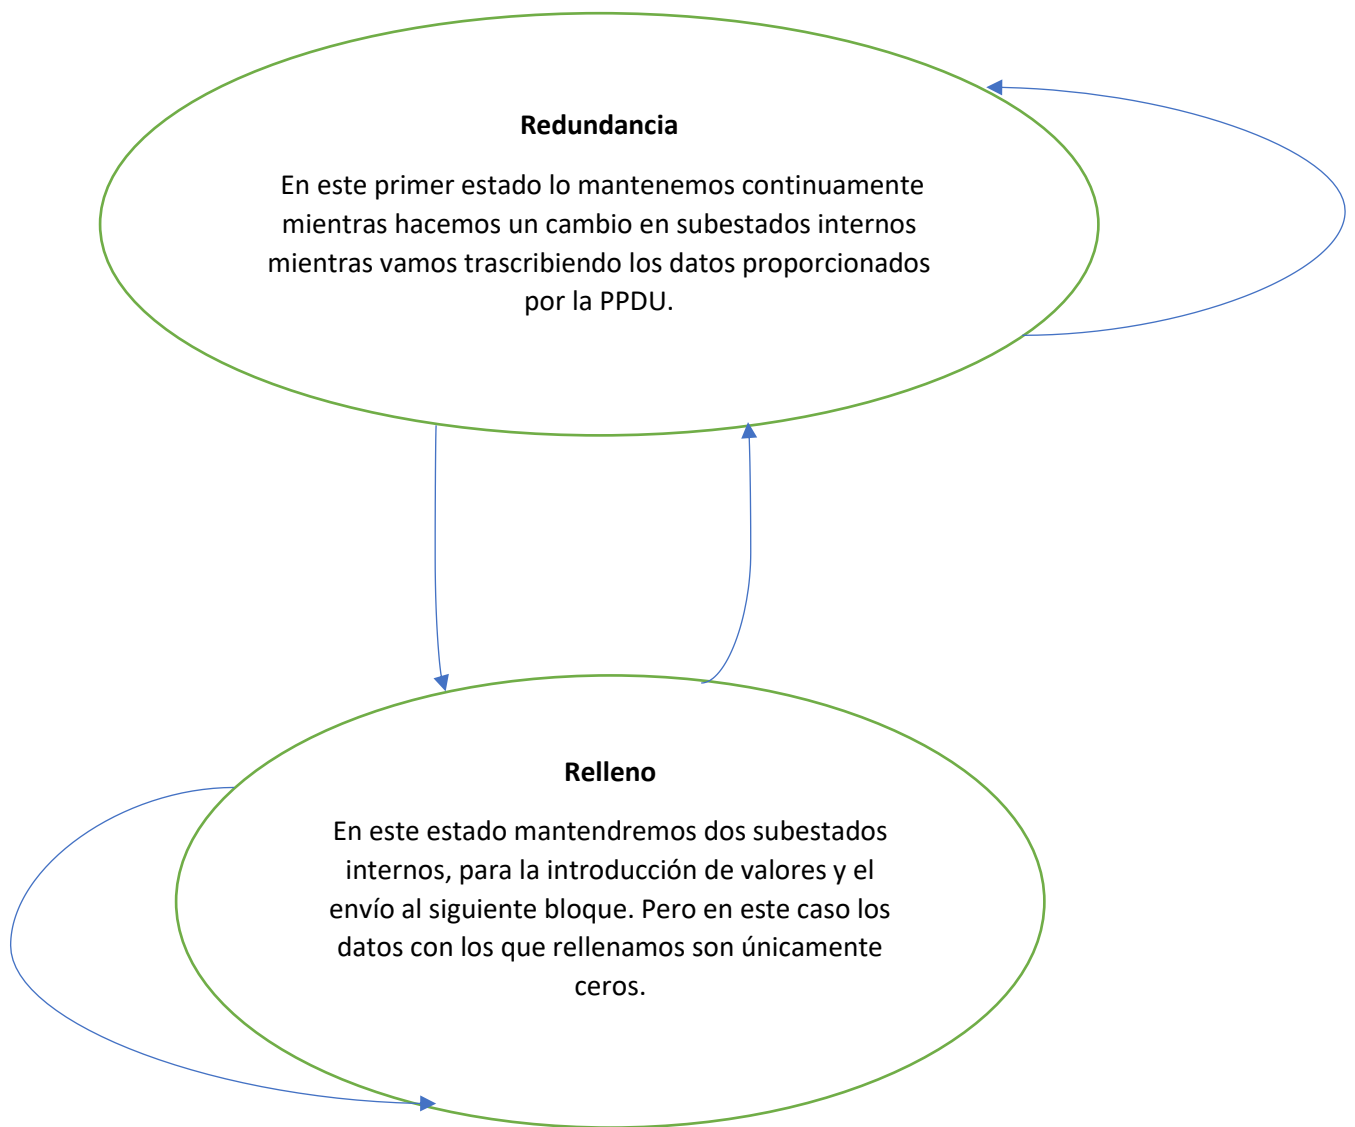 Redundancia
En este primer estado lo mantenemos continuamente
mientras hacemos un cambio en subestados internos
mientras vamos trascribiendo los datos proporcionados
por la PPDU.
Relleno
En este estado mantendremos dos subestados
internos, para la introducción de valores y el
envío al siguiente bloque. Pero en este caso los
datos con los que rellenamos son únicamente
ceros.